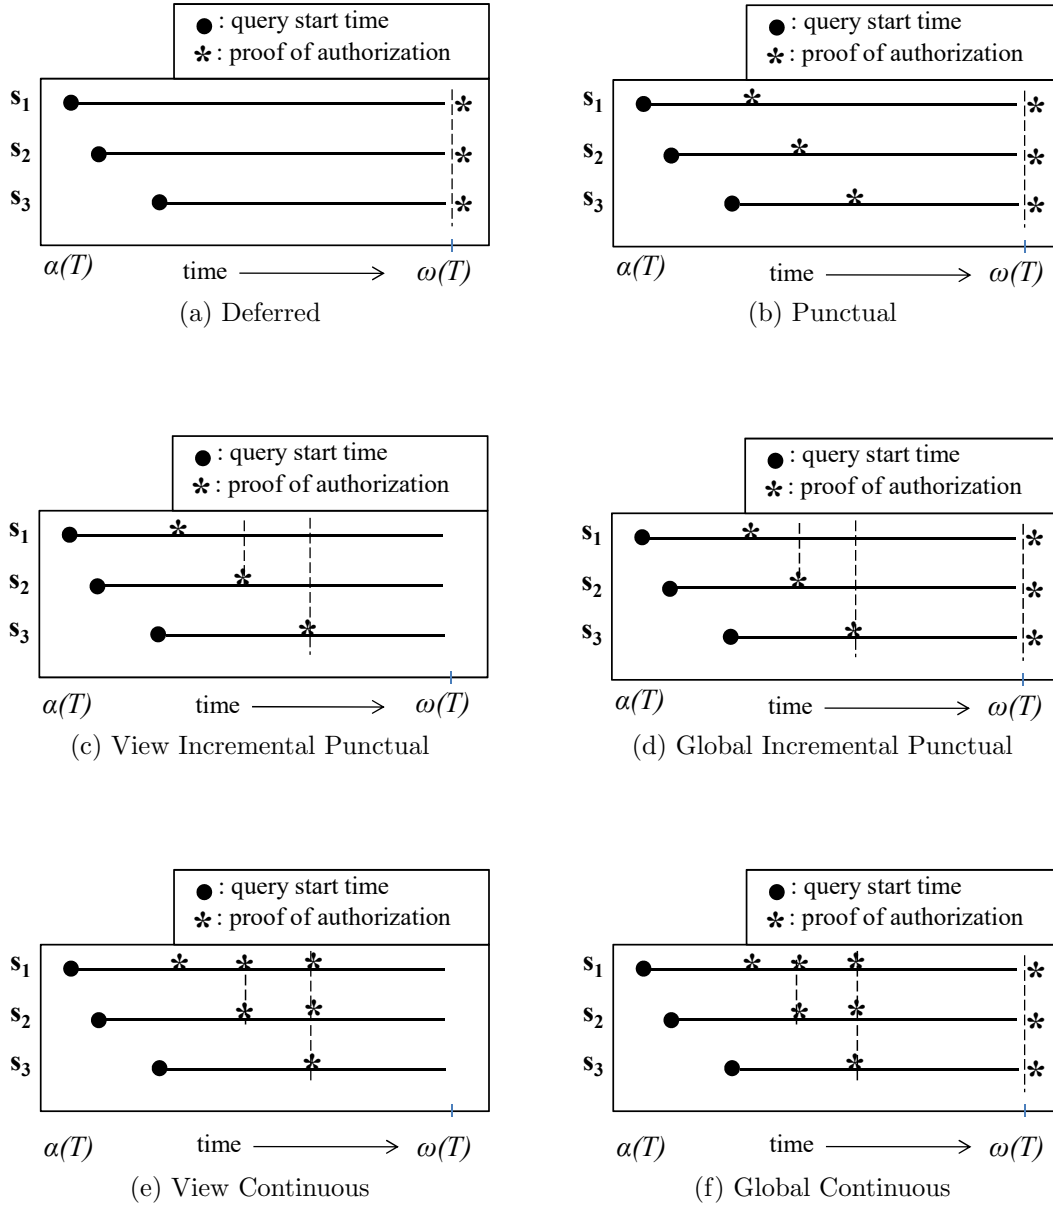 ● : query start time
* : proof of authorization
s1
s2
s3
α(T) time ω(T)
(a) Deferred
● : query start time
* : proof of authorization
s1
s2
s3
α(T) time ω(T)
(b) Punctual
● : query start time
* : proof of authorization
s1
s2
s3
α(T) time ω(T)
(c) View Incremental Punctual
● : query start time
* : proof of authorization
s1
s2
s3
α(T) time ω(T)
(d) Global Incremental Punctual
● : query start time
* : proof of authorization
s1
s2
s3
α(T) time ω(T)
(e) View Continuous
● : query start time
* : proof of authorization
s1
s2
s3
α(T) time ω(T)
(f) Global Continuous